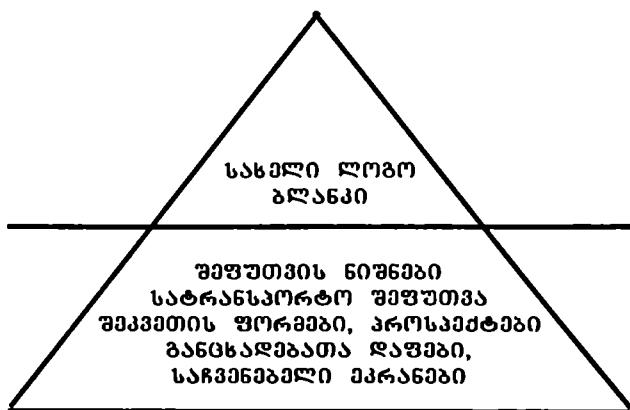 სახელი ლოგო
ბლანკი
შეფუთვის ნიშნები
სატრანსპორტო შეფუთვა
შეკვეთის ფორმები, პროსპექტები
განცხადებათა დაფები,
საჩვენებელი ეკრანები